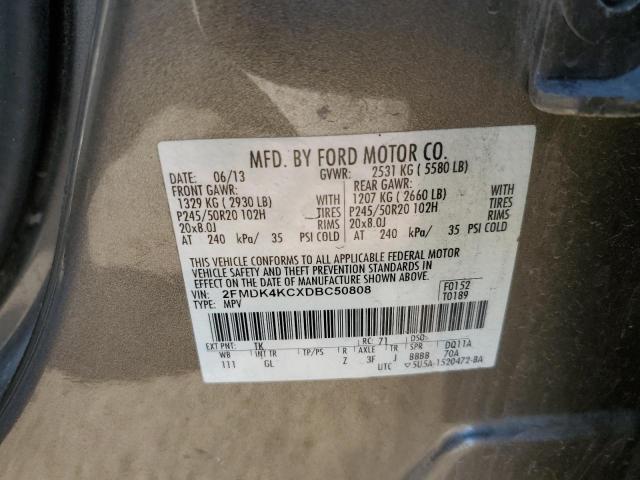 MFD. BY FORD MOTOR CO.
DATE: 06/13 GVWR: 2531 KG ( 5580 LB)
FRONT GAWR: REAR GAWR:
1329 KG ( 2930 LB) 1207 KG ( 2660 LB)
P245/50R20 102H TIRES P245/50R20 102H TIRES
20x8.0J RIMS 20x8.0J RIMS
AT 240 kPa/ 35 PSI COLD AT 240 kPa/ 35 PSI COLD
THIS VEHICLE CONFORMS TO ALL APPLICABLE FEDERAL MOTOR
VEHICLE SAFETY AND THEFT PREVENTION STANDARDS IN
EFFECT ON THE DATE OF MANUFACTURE SHOWN ABOVE.
VIN: 2FMDK4KCXDBC50808 F0152
TYPE: MPV T0189
EXT PNT: TK RC: 71 DSO:
WB INT TR TP/PS R AXLE TR SPR DQ11A
111 GL Z 3F J BBBB 70A
UTC 5U5A-1520472-BA